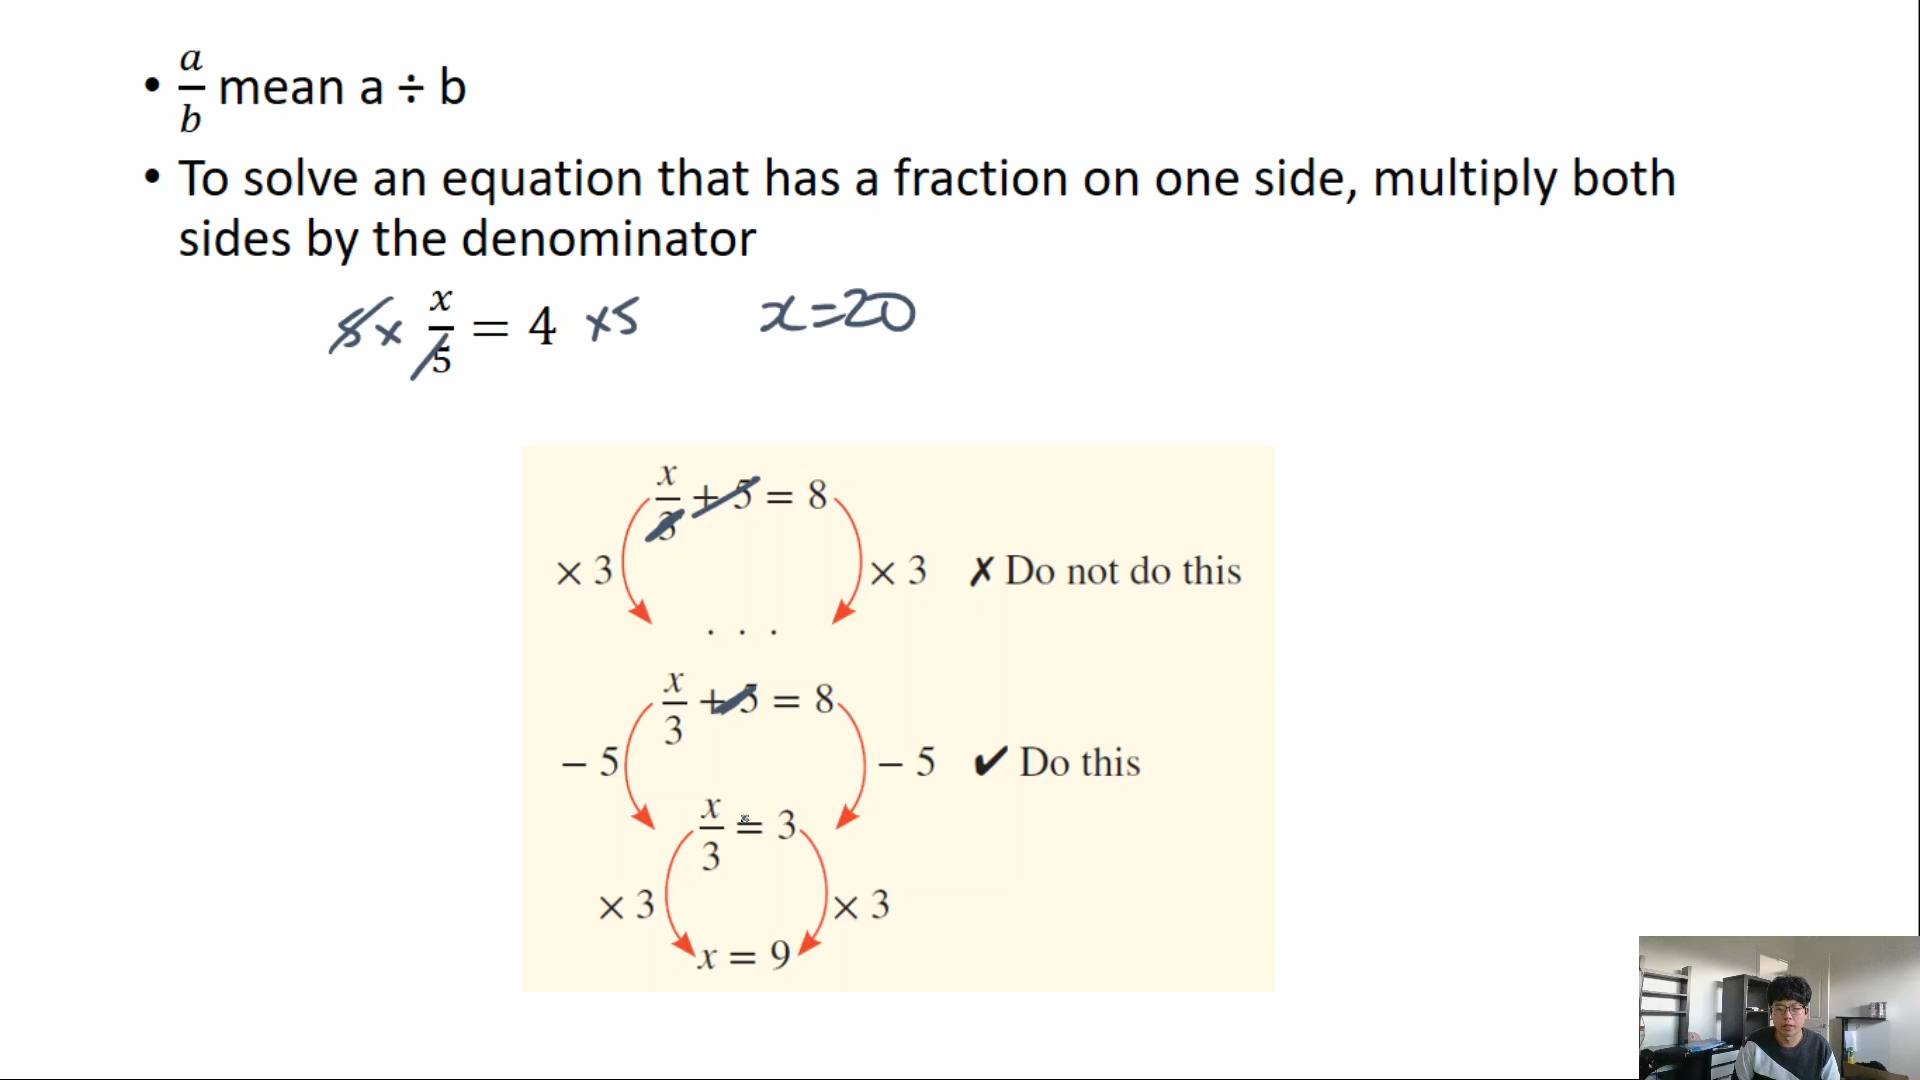 • a/b mean a ÷ b
• To solve an equation that has a fraction on one side, multiply both
sides by the denominator
5 × x/5 = 4 ×5 x=20
x/3 + 5 = 8
× 3 × 3 ✗ Do not do this
. . .
x/3 + 5 = 8
− 5 − 5 ✔ Do this
x/3 = 3
× 3 × 3
x = 9